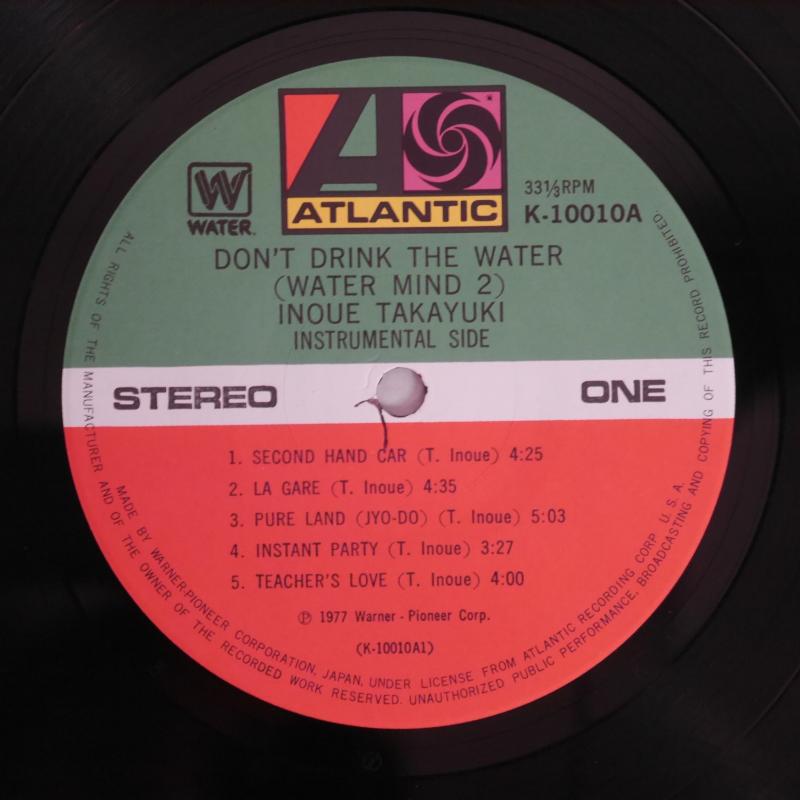 W
WATER.
A
ATLANTIC
33⅓RPM
K-10010A
DON'T DRINK THE WATER
(WATER MIND 2)
INOUE TAKAYUKI
INSTRUMENTAL SIDE
STEREO
ONE
1. SECOND HAND CAR (T. Inoue) 4:25
2. LA GARE (T. Inoue) 4:35
3. PURE LAND (JYO-DO) (T. Inoue) 5:03
4. INSTANT PARTY (T. Inoue) 3:27
5. TEACHER'S LOVE (T. Inoue) 4:00
Ⓟ 1977 Warner-Pioneer Corp.
(K-10010A1)
MADE BY WARNER-PIONEER CORPORATION, JAPAN, UNDER LICENSE FROM ATLANTIC RECORDING CORP. U. S. A.
ALL RIGHTS OF THE MANUFACTURER AND OF THE OWNER OF THE RECORDED WORK RESERVED. UNAUTHORIZED PUBLIC PERFORMANCE, BROADCASTING AND COPYING OF THIS RECORD PROHIBITED.